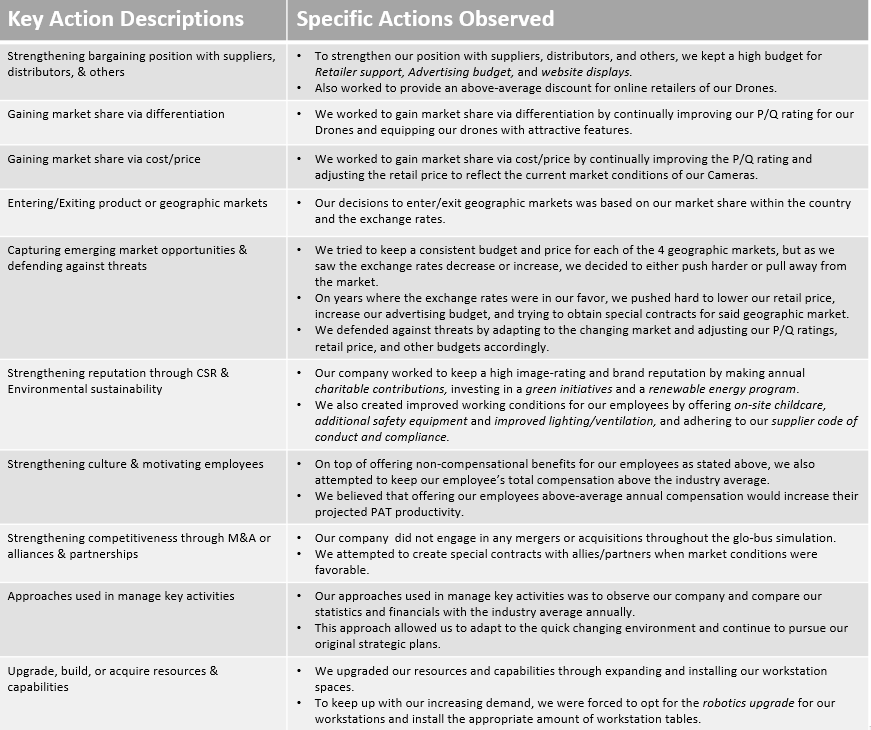 Key Action Descriptions
Specific Actions Observed
Strengthening bargaining position with suppliers,
distributors, & others
• To strengthen our position with suppliers, distributors, and others, we kept a high budget for
Retailer support, Advertising budget, and website displays.
• Also worked to provide an above-average discount for online retailers of our Drones.
Gaining market share via differentiation
• We worked to gain market share via differentiation by continually improving our P/Q rating for our
Drones and equipping our drones with attractive features.
Gaining market share via cost/price
• We worked to gain market share via cost/price by continually improving the P/Q rating and
adjusting the retail price to reflect the current market conditions of our Cameras.
Entering/Exiting product or geographic markets
• Our decisions to enter/exit geographic markets was based on our market share within the country
and the exchange rates.
Capturing emerging market opportunities &
defending against threats
• We tried to keep a consistent budget and price for each of the 4 geographic markets, but as we
saw the exchange rates decrease or increase, we decided to either push harder or pull away from
the market.
• On years where the exchange rates were in our favor, we pushed hard to lower our retail price,
increase our advertising budget, and trying to obtain special contracts for said geographic market.
• We defended against threats by adapting to the changing market and adjusting our P/Q ratings,
retail price, and other budgets accordingly.
Strengthening reputation through CSR &
Environmental sustainability
• Our company worked to keep a high image-rating and brand reputation by making annual
charitable contributions, investing in a green initiatives and a renewable energy program.
• We also created improved working conditions for our employees by offering on-site childcare,
additional safety equipment and improved lighting/ventilation, and adhering to our supplier code of
conduct and compliance.
Strengthening culture & motivating employees
• On top of offering non-compensational benefits for our employees as stated above, we also
attempted to keep our employee's total compensation above the industry average.
• We believed that offering our employees above-average annual compensation would increase their
projected PAT productivity.
Strengthening competitiveness through M&A or
alliances & partnerships
• Our company did not engage in any mergers or acquisitions throughout the glo-bus simulation.
• We attempted to create special contracts with allies/partners when market conditions were
favorable.
Approaches used in manage key activities
• Our approaches used in manage key activities was to observe our company and compare our
statistics and financials with the industry average annually.
• This approach allowed us to adapt to the quick changing environment and continue to pursue our
original strategic plans.
Upgrade, build, or acquire resources &
capabilities
• We upgraded our resources and capabilities through expanding and installing our workstation
spaces.
• To keep up with our increasing demand, we were forced to opt for the robotics upgrade for our
workstations and install the appropriate amount of workstation tables.